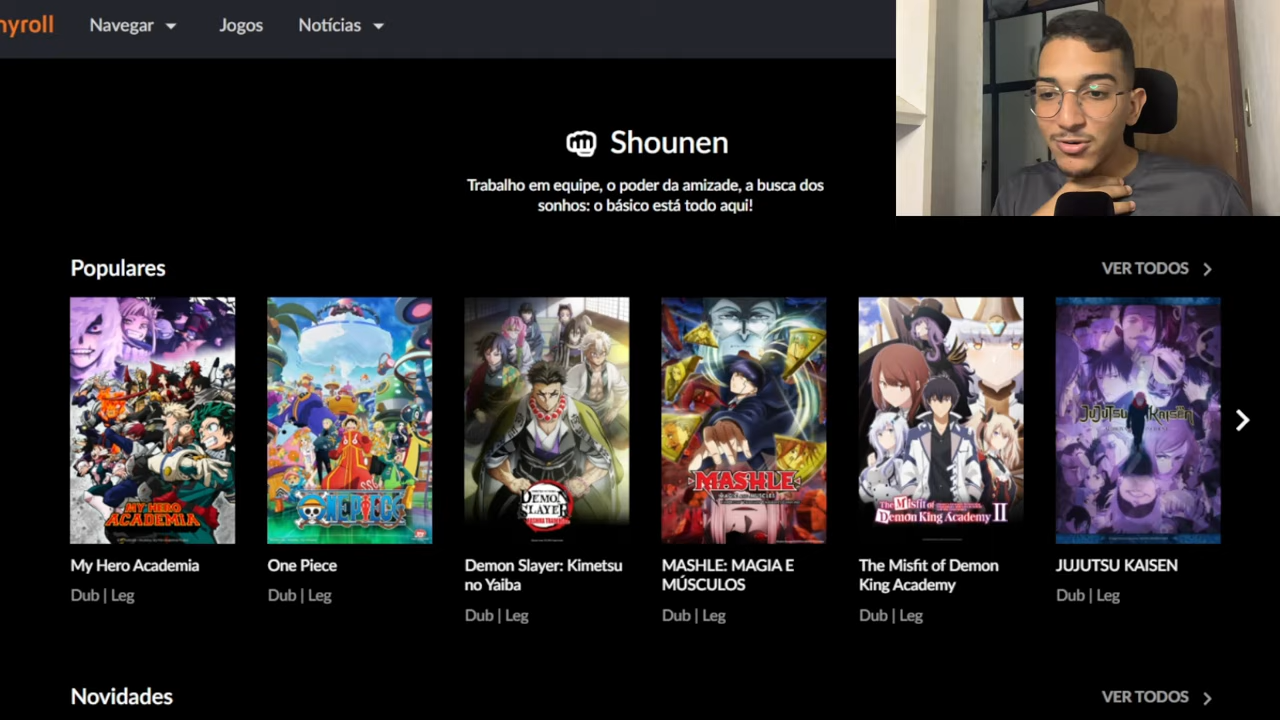 nyroll
Navegar
Jogos
Notícias
Shounen
Trabalho em equipe, o poder da amizade, a busca dos
sonhos: o básico está todo aqui!
Populares
VER TODOS
MY HERO
ACADEMIA
ONE PIECE
DEMON
SLAYER
MASHLE
The Misfit of
Demon King Academy II
JUJUTSU KAISEN
My Hero Academia
Dub | Leg
One Piece
Dub | Leg
Demon Slayer: Kimetsu
no Yaiba
Dub | Leg
MASHLE: MAGIA E
MÚSCULOS
Dub | Leg
The Misfit of Demon
King Academy
Dub | Leg
JUJUTSU KAISEN
Dub | Leg
Novidades
VER TODOS